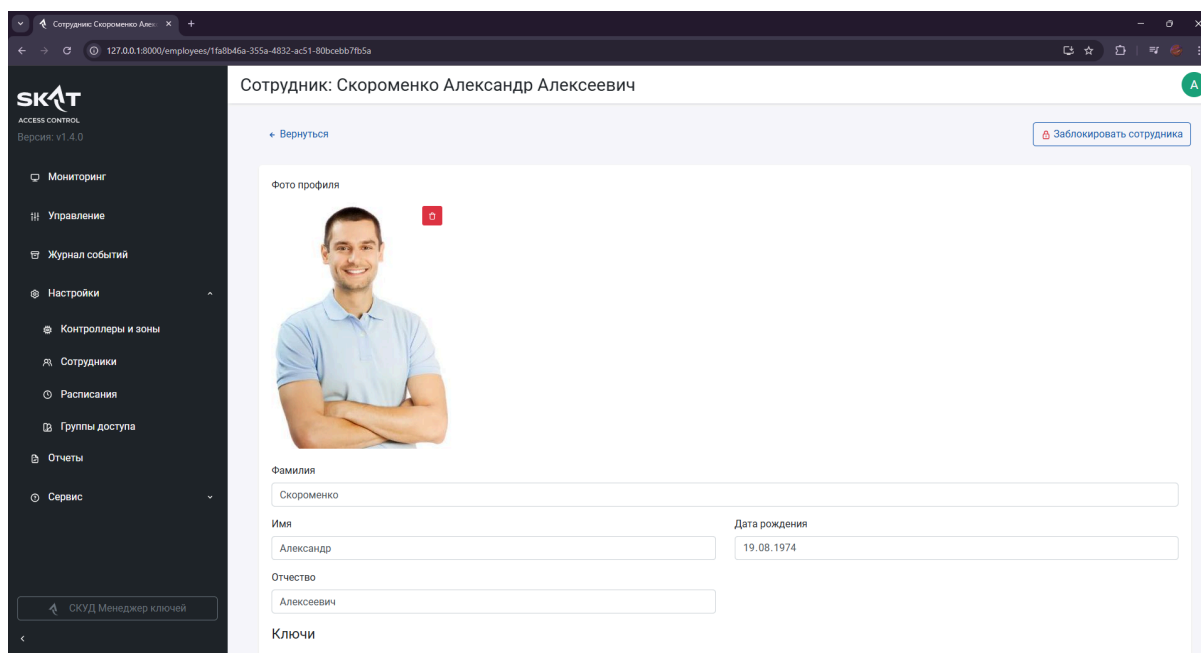 Сотрудник: Скороменко Алек
127.0.0.1:8000/employees/1fa8b46a-355a-4832-ac51-80bcebb7fb5a
SKAT
ACCESS CONTROL
Версия: v1.4.0
Мониторинг
Управление
Журнал событий
Настройки
Контроллеры и зоны
Сотрудники
Расписания
Группы доступа
Отчеты
Сервис
СКУД Менеджер ключей
Сотрудник: Скороменко Александр Алексеевич
А
← Вернуться
Заблокировать сотрудника
Фото профиля
Фамилия
Скороменко
Имя
Дата рождения
Александр
19.08.1974
Отчество
Алексеевич
Ключи